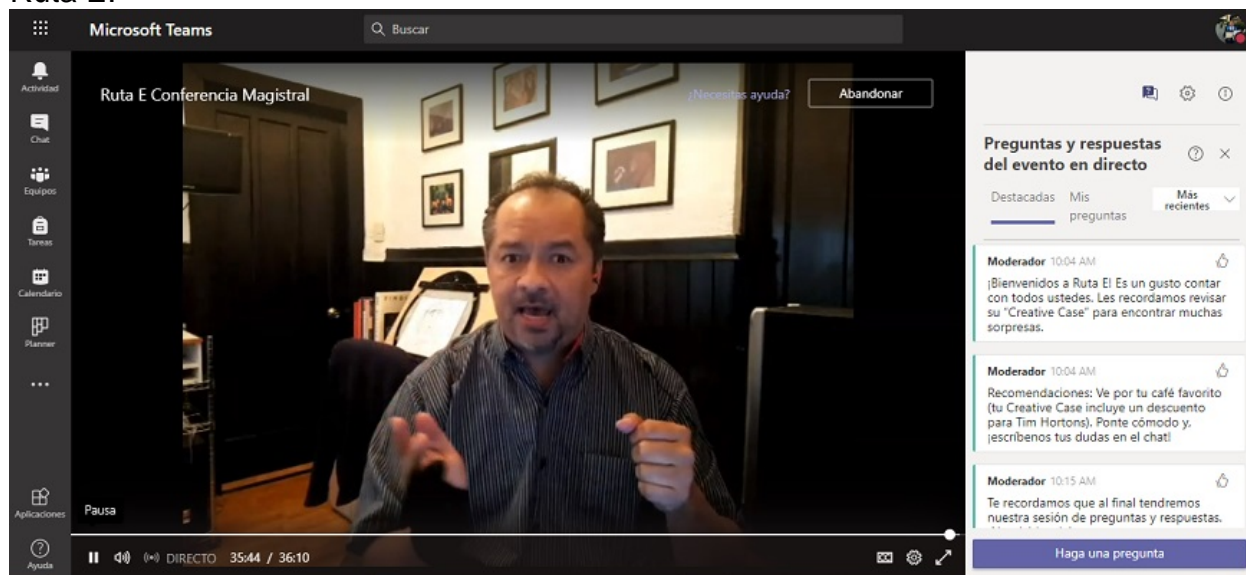 Ruta E.
Microsoft Teams
Buscar
Actividad
Chat
Equipos
Tareas
Calendario
Planner
Aplicaciones
Ayuda
Ruta E Conferencia Magistral
¿Necesitas ayuda?
Abandonar
Pausa
DIRECTO 35:44 / 36:10
Preguntas y respuestas
del evento en directo
Destacadas
Mis
preguntas
Más
recientes
Moderador 10:04 AM
¡Bienvenidos a Ruta E! Es un gusto contar
con todos ustedes. Les recordamos revisar
su "Creative Case" para encontrar muchas
sorpresas.
Moderador 10:04 AM
Recomendaciones: Ve por tu café favorito
(tu Creative Case incluye un descuento
para Tim Hortons). Ponte cómodo y,
¡escríbenos tus dudas en el chat!
Moderador 10:15 AM
Te recordamos que al final tendremos
nuestra sesión de preguntas y respuestas.
Haga una pregunta